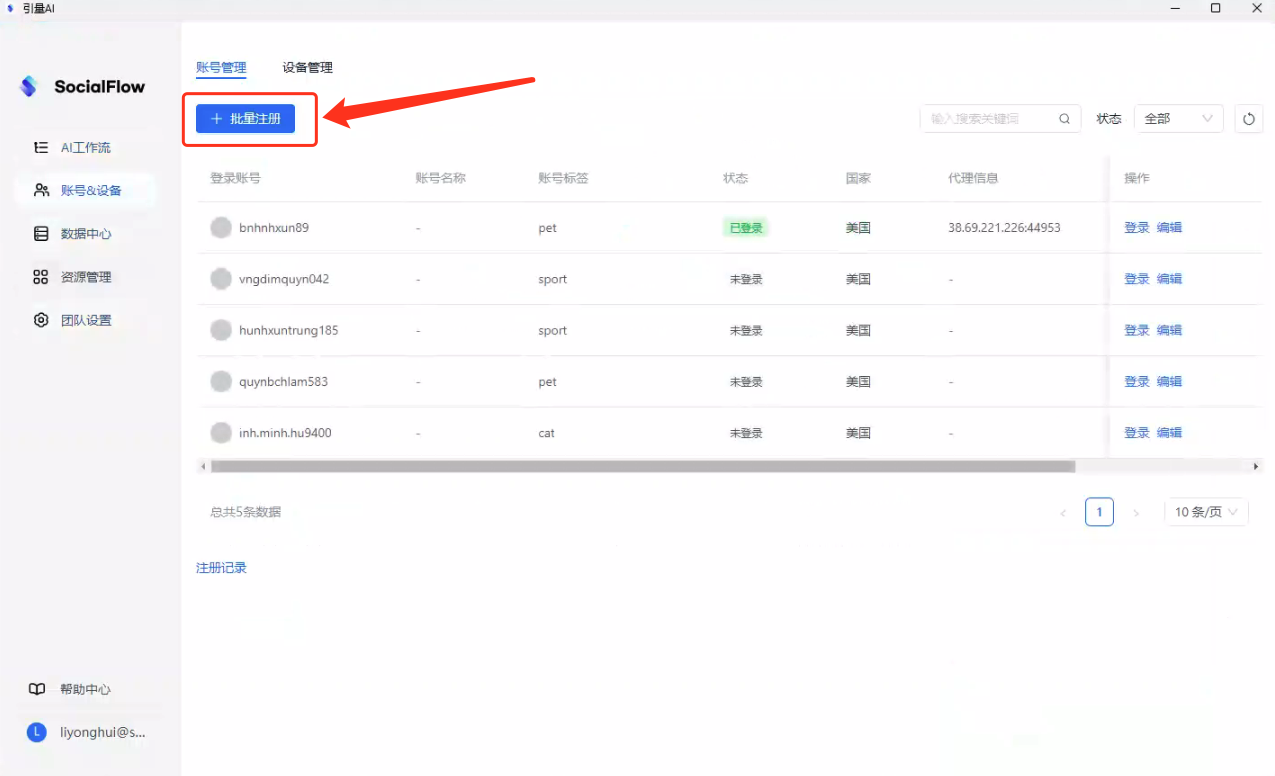 引量AI
SocialFlow
AI工作流
账号&设备
数据中心
资源管理
团队设置
帮助中心
L liyonghui@s...
账号管理 设备管理
+ 批量注册
输入搜索关键词 状态 全部
登录账号 账号名称 账号标签 状态 国家 代理信息 操作
bnhnhxun89 - pet 已登录 美国 38.69.221.226:44953 登录 编辑
vngdimquyn042 - sport 未登录 美国 - 登录 编辑
hunhxuntrung185 - sport 未登录 美国 - 登录 编辑
quynbchlam583 - pet 未登录 美国 - 登录 编辑
inh.minh.hu9400 - cat 未登录 美国 - 登录 编辑
总共5条数据 < 1 > 10 条/页
注册记录